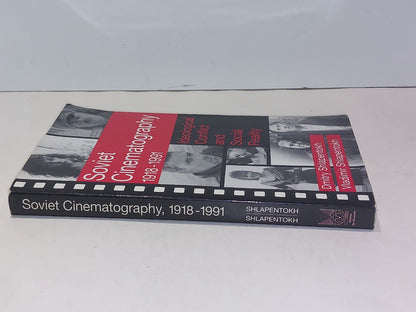 Soviet
Cinematography
1918-1991
Ideological
Conflict
and
Social
Reality
Dmitry Shlapentokh
Vladimir Shlapentokh
Soviet Cinematography, 1918-1991
SHLAPENTOKH
SHLAPENTOKH